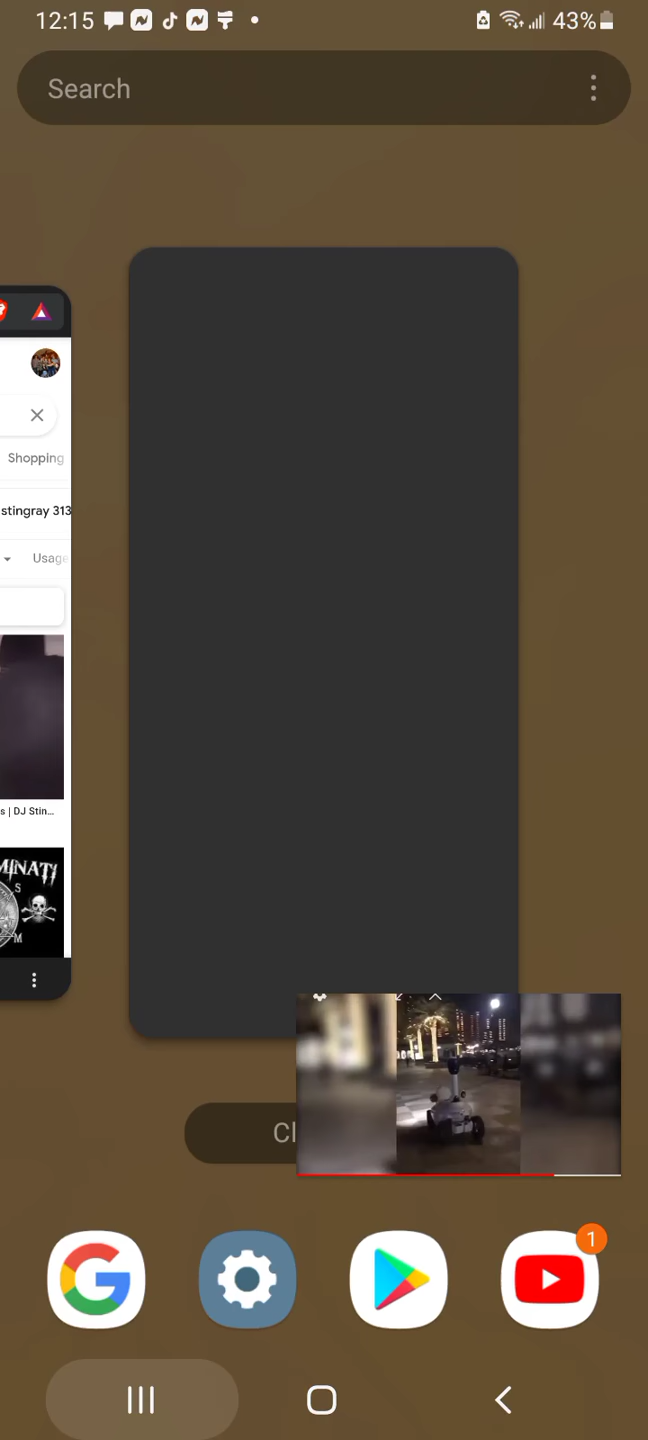 12:15
43%
Search
Shopping
stingray 313
Usage
s | DJ Stin...
MINATI
S
M
Cl
1